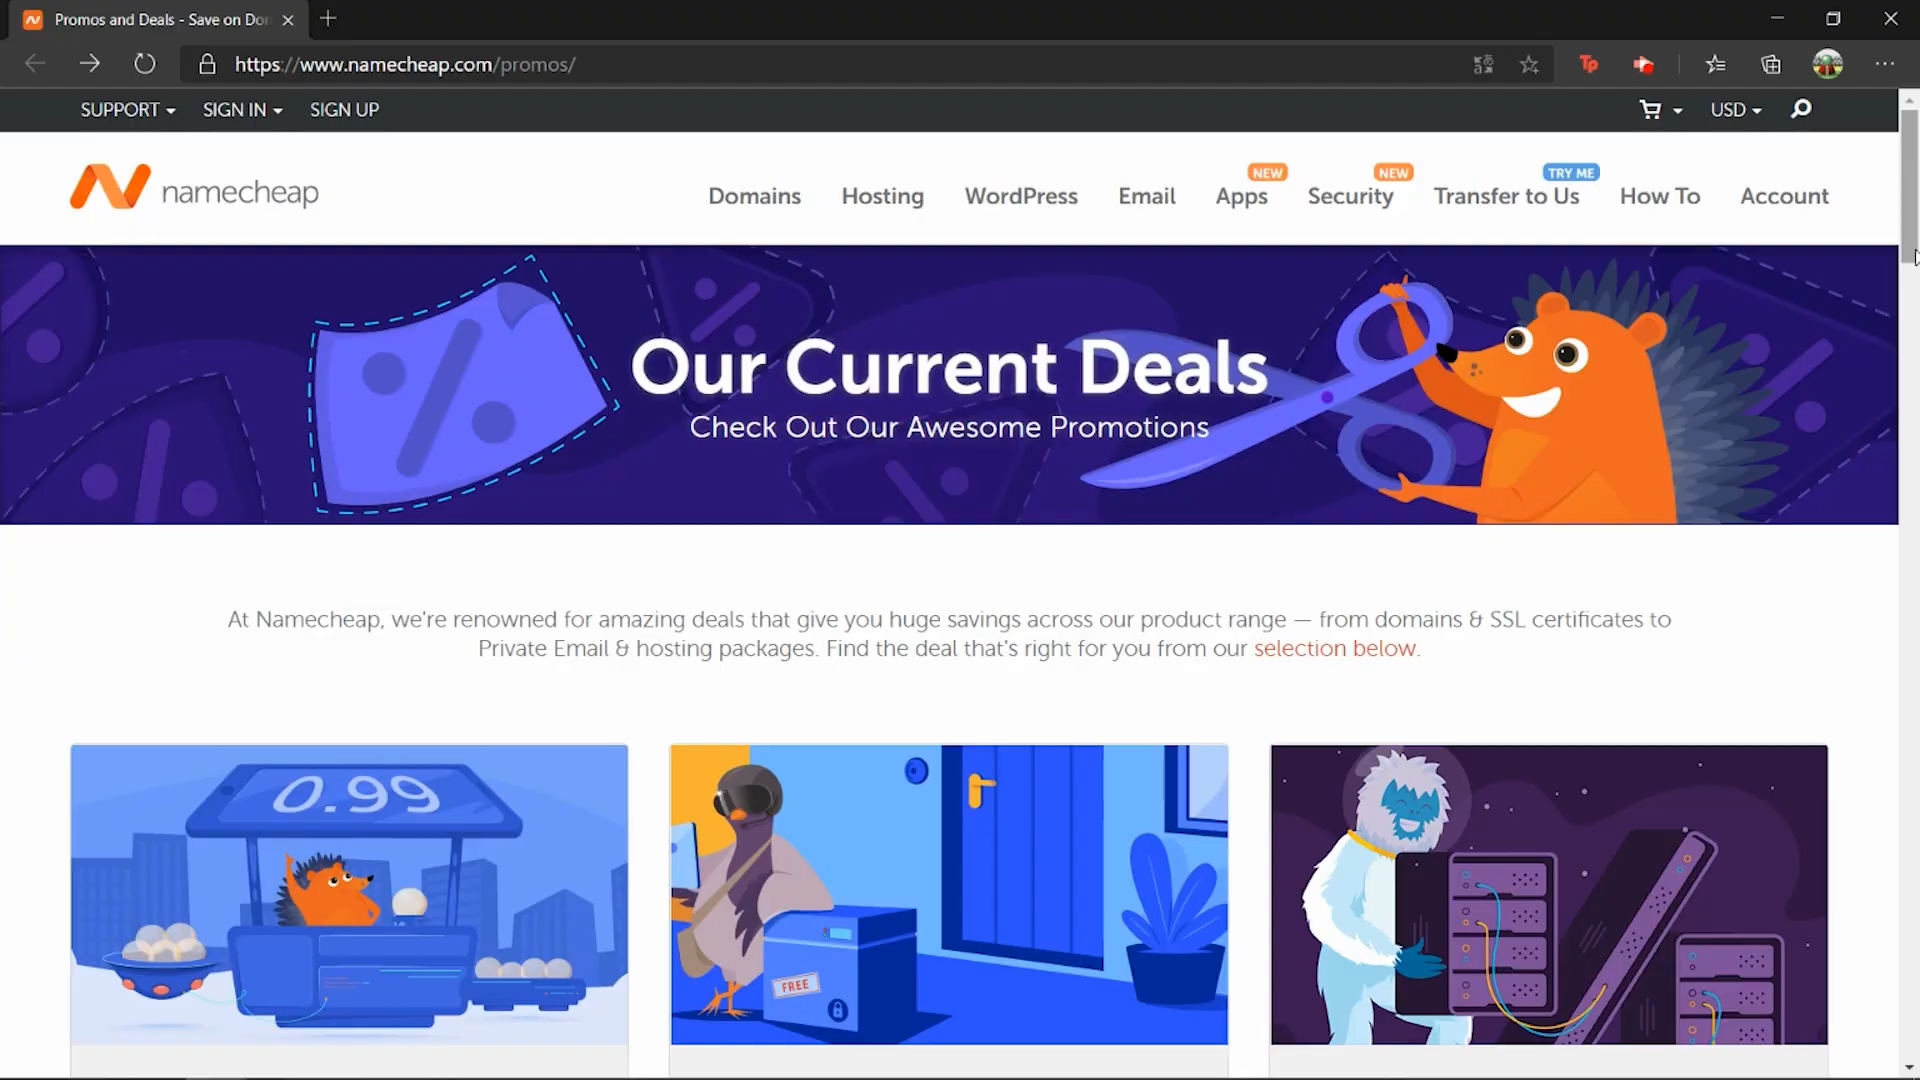 Promos and Deals - Save on Don
https://www.namecheap.com/promos/
SUPPORT
SIGN IN
SIGN UP
USD
namecheap
Domains
Hosting
WordPress
Email
Apps
NEW
Security
NEW
Transfer to Us
TRY ME
How To
Account
Our Current Deals
Check Out Our Awesome Promotions
At Namecheap, we're renowned for amazing deals that give you huge savings across our product range — from domains & SSL certificates to
Private Email & hosting packages. Find the deal that's right for you from our selection below.
0.99
FREE